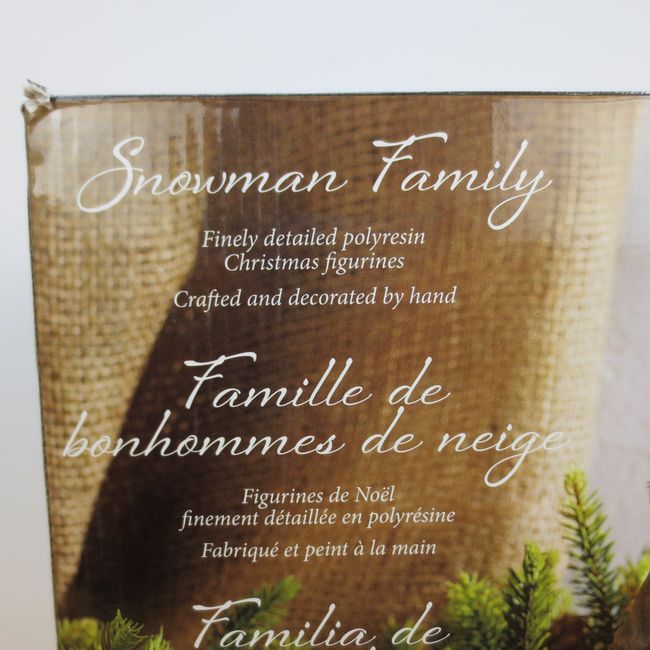 Snowman Family
Finely detailed polyresin
Christmas figurines
Crafted and decorated by hand
Famille de
bonhommes de neige
Figurines de Noël
finement détaillée en polyrésine
Fabriqué et peint à la main
Familia de